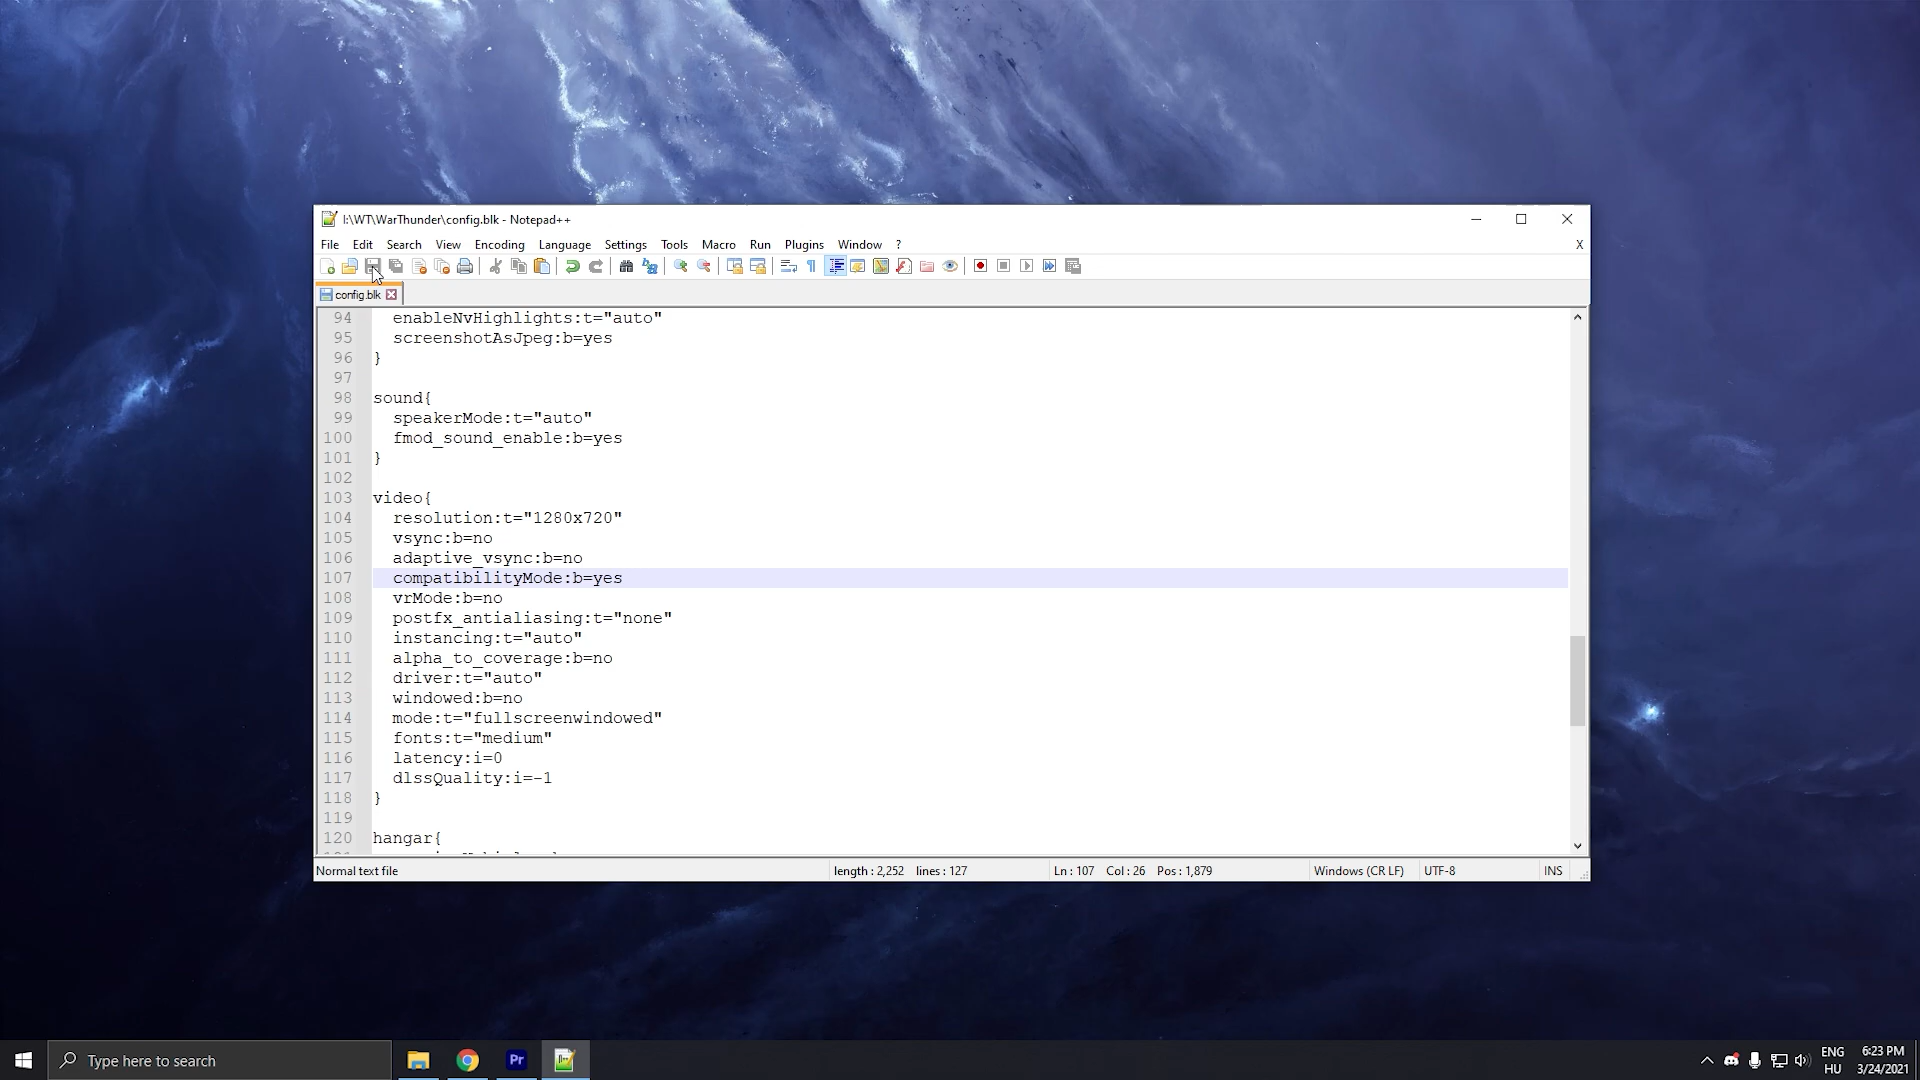 I:\WT\WarThunder\config.blk - Notepad++
File Edit Search View Encoding Language Settings Tools Macro Run Plugins Window ? X
config.blk
94 enableNvHighlights:t="auto"
95 screenshotAsJpeg:b=yes
96 }
97
98 sound{
99 speakerMode:t="auto"
100 fmod_sound_enable:b=yes
101 }
102
103 video{
104 resolution:t="1280x720"
105 vsync:b=no
106 adaptive_vsync:b=no
107 compatibilityMode:b=yes
108 vrMode:b=no
109 postfx_antialiasing:t="none"
110 instancing:t="auto"
111 alpha_to_coverage:b=no
112 driver:t="auto"
113 windowed:b=no
114 mode:t="fullscreenwindowed"
115 fonts:t="medium"
116 latency:i=0
117 dlssQuality:i=-1
118 }
119
120 hangar{
Normal text file length : 2,252 lines : 127 Ln : 107 Col : 26 Pos : 1,879 Windows (CR LF) UTF-8 INS
Type here to search
Pr
ENG
HU
6:23 PM
3/24/2021